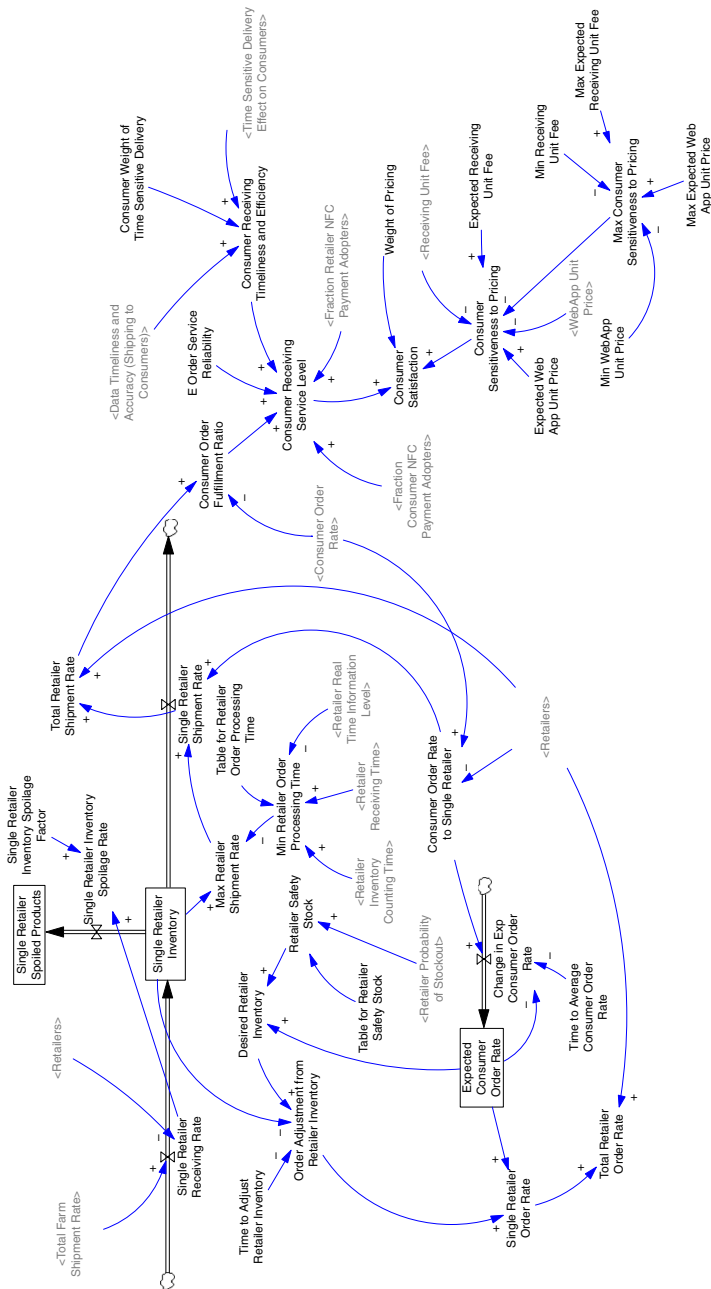 Single Retailer
Spoiled Products
<Total Farm
Shipment Rate>
<Retailers>
Single Retailer
Inventory Spoilage
Factor
Total Retailer
Shipment Rate
Single Retailer Inventory
Spoilage Rate
Single Retailer
Receiving Rate
Single Retailer
Inventory
Single Retailer
Shipment Rate
<Data Timeliness and
Accuracy (Shipping to
Consumers)>
Consumer Weight of
Time Sensitive Delivery
<Time Sensitive Delivery
Effect on Consumers>
Consumer Order
Fulfillment Ratio
E Order Service
Reliability
Consumer Receiving
Timeliness and Efficiency
Time to Adjust
Retailer Inventory
Desired Retailer
Inventory
Max Retailer
Shipment Rate
Table for Retailer
Order Processing
Time
Order Adjustment from
Retailer Inventory
Retailer Safety
Stock
Min Retailer Order
Processing Time
Consumer Receiving
Service Level
<Fraction Retailer NFC
Payment Adopters>
Table for Retailer
Safety Stock
<Retailer
Inventory
Counting Time>
<Retailer
Receiving Time>
<Retailer Real
Time Information
Level>
<Consumer Order
Rate>
<Fraction
Consumer NFC
Payment Adopters>
Consumer
Satisfaction
Weight of Pricing
<Retailer Probability
of Stockout>
Consumer Order Rate
to Single Retailer
<Receiving Unit Fee>
Expected Receiving
Unit Fee
Expected
Consumer
Order Rate
Change in Exp
Consumer Order
Rate
Consumer
Sensitiveness to Pricing
Single Retailer
Order Rate
Time to Average
Consumer Order
Rate
<Retailers>
Expected Web
App Unit Price
<WebApp Unit
Price>
Min Receiving
Unit Fee
Max Expected
Receiving Unit Fee
Total Retailer
Order Rate
Min WebApp
Unit Price
Max Consumer
Sensitiveness to Pricing
Max Expected Web
App Unit Price